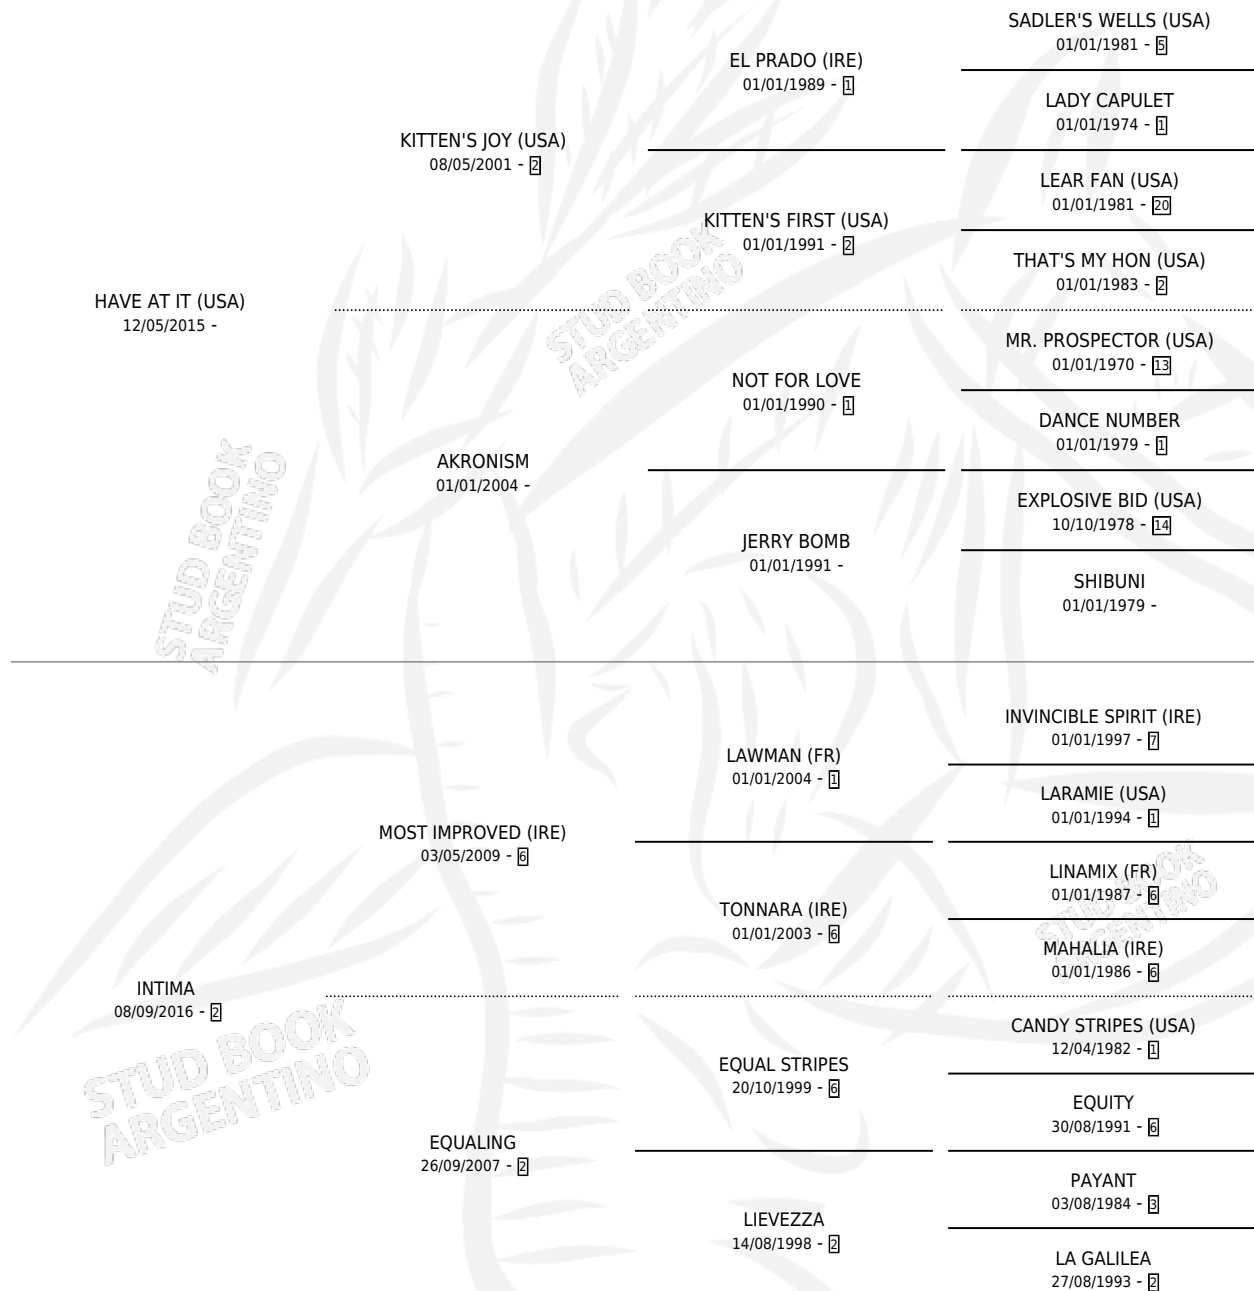 SADLER'S WELLS (USA)
01/01/1981 - 5
EL PRADO (IRE)
01/01/1989 - 1
LADY CAPULET
01/01/1974 - 1
KITTEN'S JOY (USA)
08/05/2001 - 2
LEAR FAN (USA)
01/01/1981 - 20
KITTEN'S FIRST (USA)
01/01/1991 - 2
THAT'S MY HON (USA)
01/01/1983 - 2
HAVE AT IT (USA)
12/05/2015 -
MR. PROSPECTOR (USA)
01/01/1970 - 13
NOT FOR LOVE
01/01/1990 - 1
DANCE NUMBER
01/01/1979 - 1
AKRONISM
01/01/2004 -
EXPLOSIVE BID (USA)
10/10/1978 - 14
JERRY BOMB
01/01/1991 -
SHIBUNI
01/01/1979 -
STUD BOOK
ARGENTINO
STUD BOOK
ARGENTINO
INVINCIBLE SPIRIT (IRE)
01/01/1997 - 7
LAWMAN (FR)
01/01/2004 - 1
LARAMIE (USA)
01/01/1994 - 1
MOST IMPROVED (IRE)
03/05/2009 - 6
LINAMIX (FR)
01/01/1987 - 6
TONNARA (IRE)
01/01/2003 - 6
MAHALIA (IRE)
01/01/1986 - 6
INTIMA
08/09/2016 - 2
CANDY STRIPES (USA)
12/04/1982 - 1
EQUAL STRIPES
20/10/1999 - 6
EQUITY
30/08/1991 - 6
EQUALING
26/09/2007 - 2
PAYANT
03/08/1984 - 3
LIEVEZZA
14/08/1998 - 2
LA GALILEA
27/08/1993 - 2
STUD BOOK
ARGENTINO
STUD BOOK
ARGENTINO